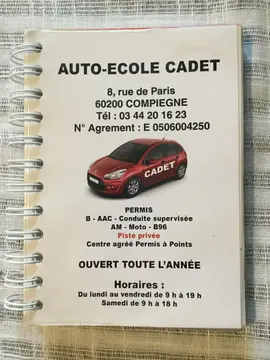 AUTO-ECOLE CADET
8, rue de Paris
60200 COMPIEGNE
Tél : 03 44 20 16 23
N° Agrement : E 0506004250
CADET
PERMIS
B - AAC - Conduite supervisée
AM - Moto - B96
Piste privée
Centre agréé Permis à Points
OUVERT TOUTE L'ANNÉE
Horaires :
Du lundi au vendredi de 9 h à 19 h
Samedi de 9 h à 18 h